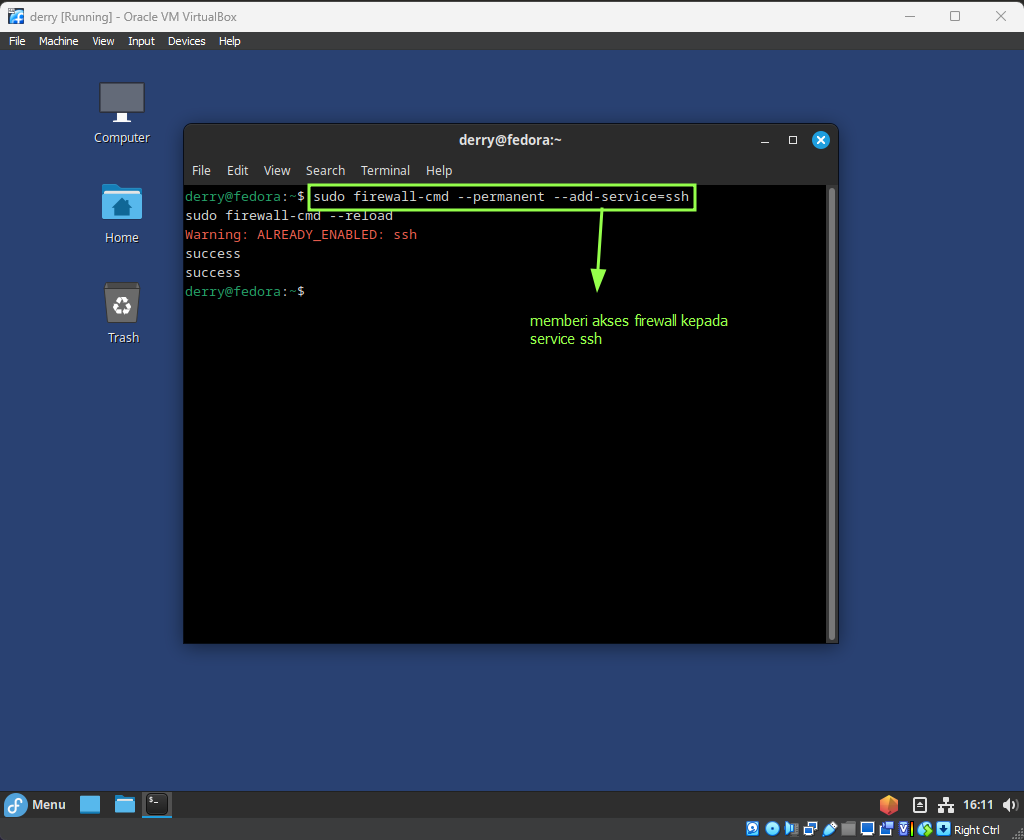 derry [Running] - Oracle VM VirtualBox
File Machine View Input Devices Help
Computer
Home
Trash
derry@fedora:~
File Edit View Search Terminal Help
derry@fedora:~$ sudo firewall-cmd --permanent --add-service=ssh
sudo firewall-cmd --reload
Warning: ALREADY_ENABLED: ssh
success
success
derry@fedora:~$
memberi akses firewall kepada
service ssh
Menu
16:11
Right Ctrl